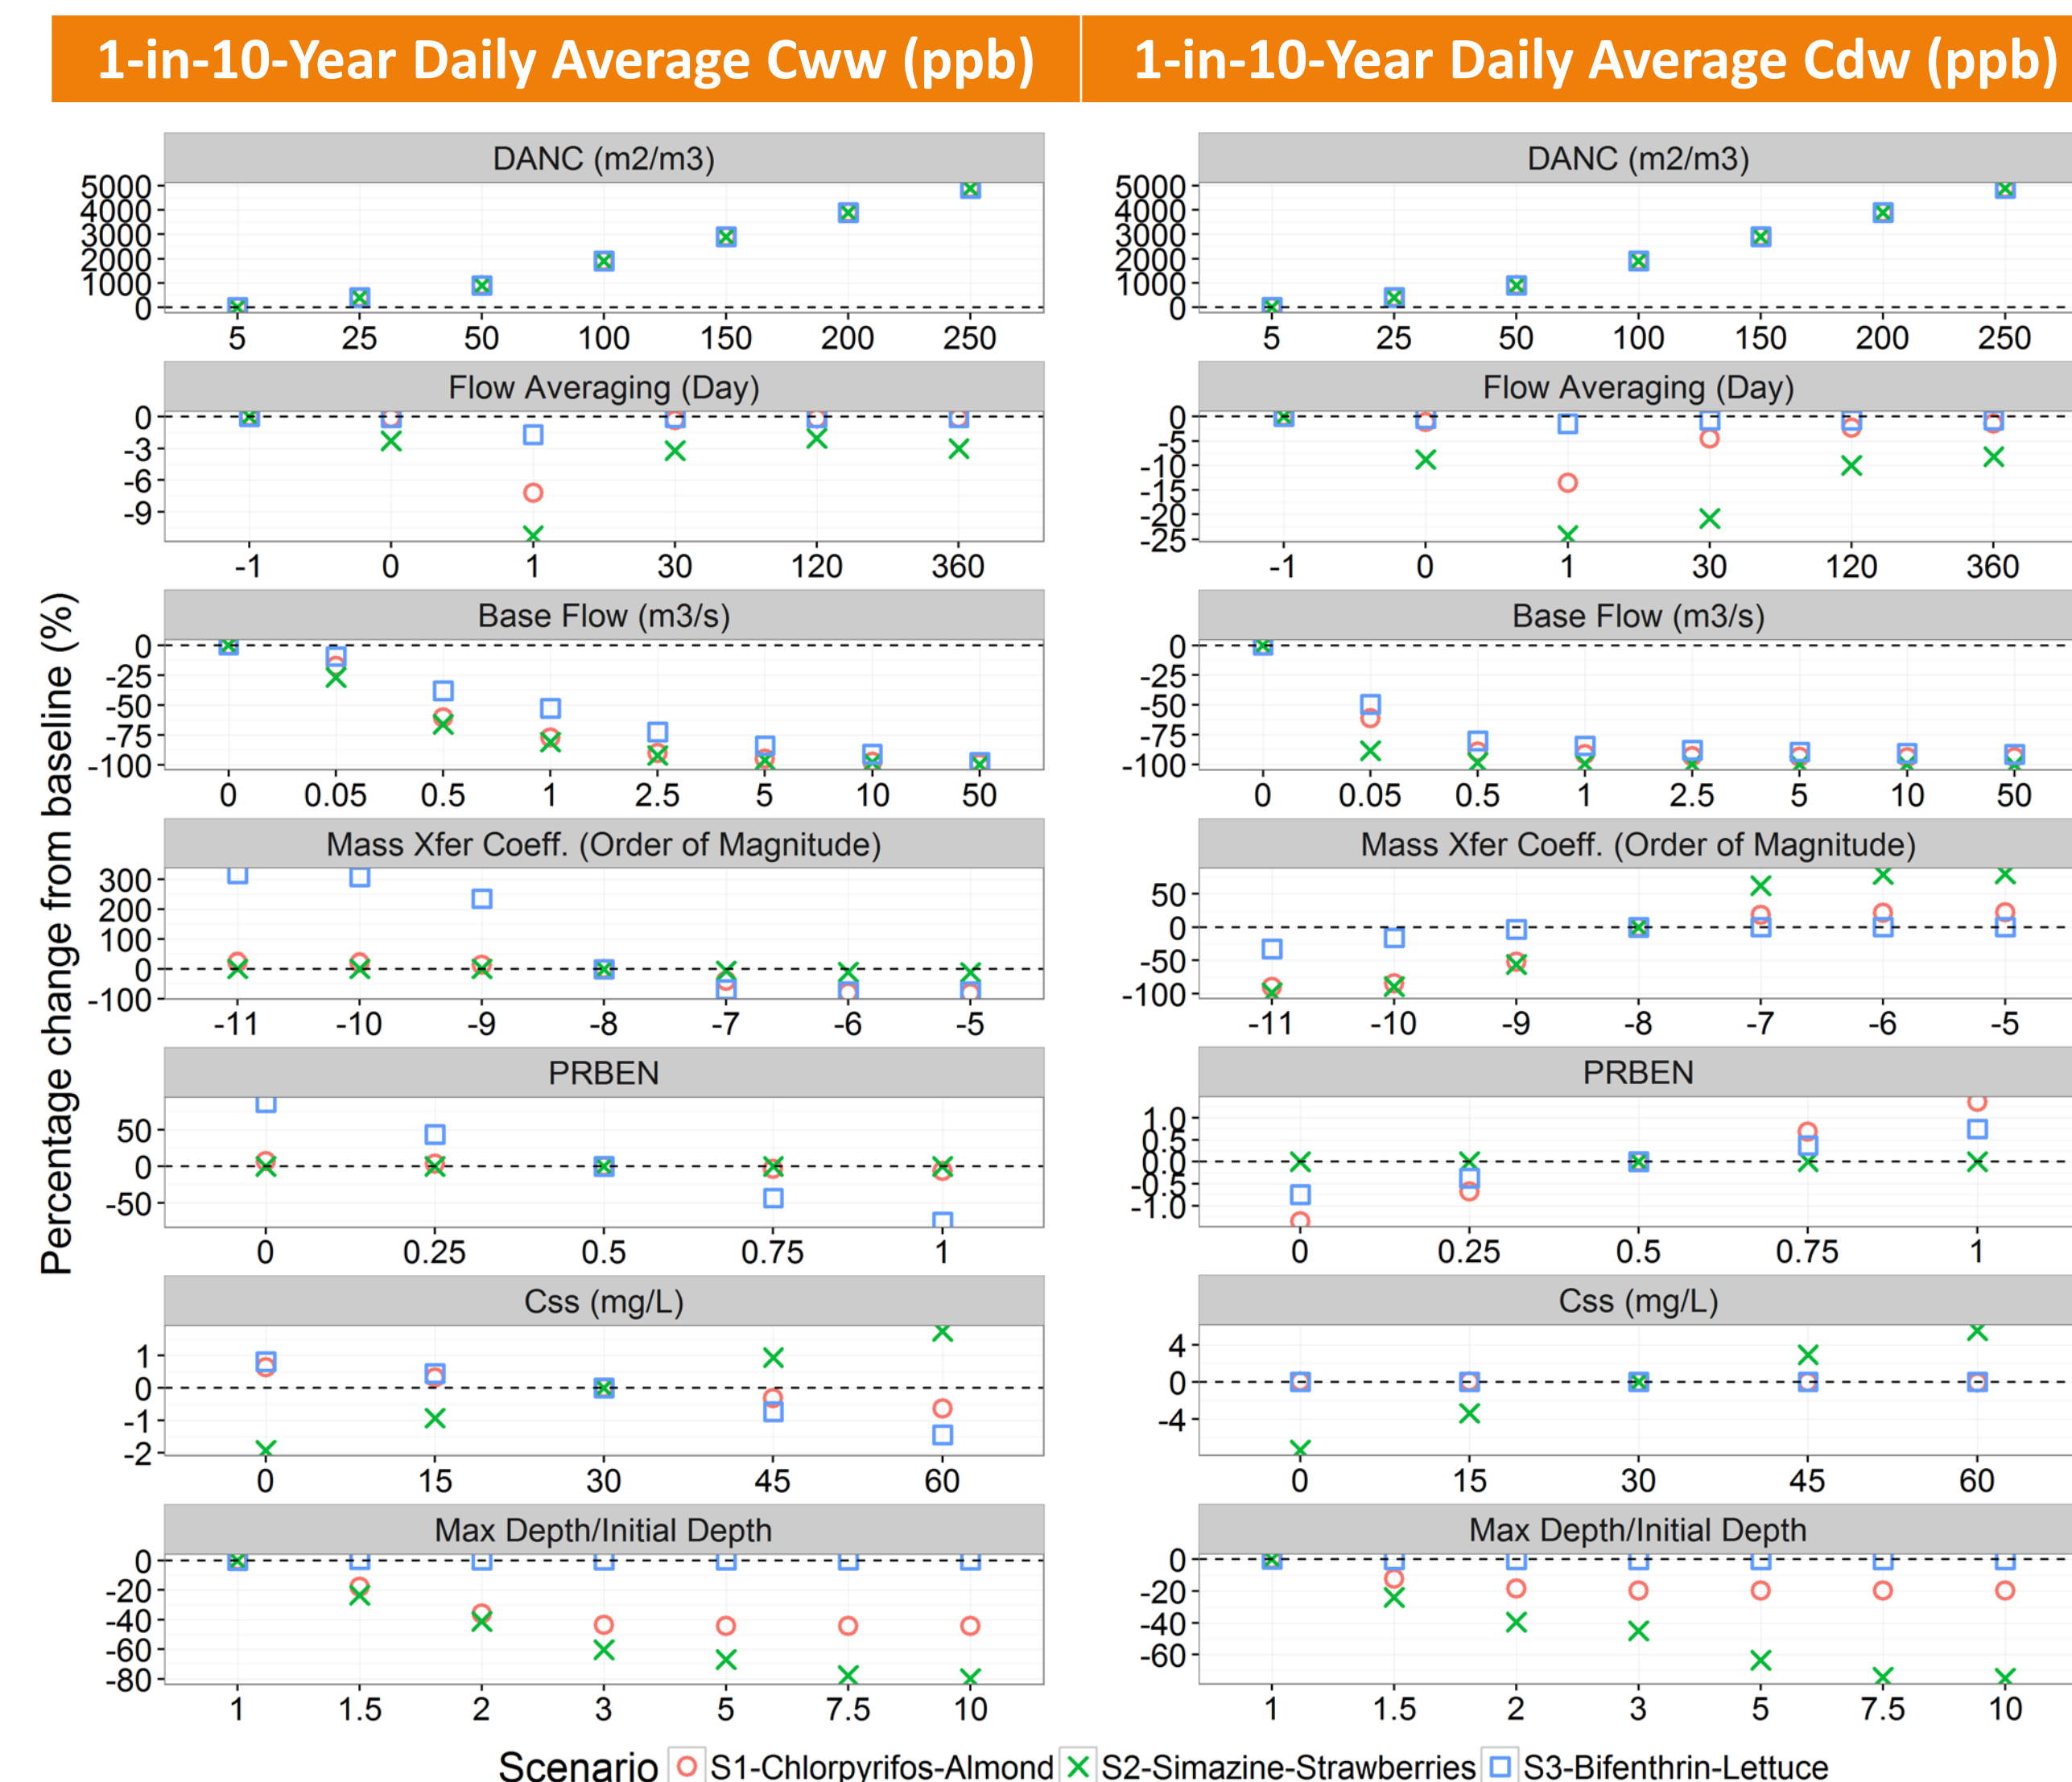 1-in-10-Year Daily Average Cww (ppb)
1-in-10-Year Daily Average Cdw (ppb)
Percentage change from baseline (%)
DANC (m2/m3)
5000
4000
3000
2000
1000
0
5 25 50 100 150 200 250
Flow Averaging (Day)
0
-3
-6
-9
-1 0 1 30 120 360
Base Flow (m3/s)
0
-25
-50
-75
-100
0 0.05 0.5 1 2.5 5 10 50
Mass Xfer Coeff. (Order of Magnitude)
300
200
100
0
-100
-11 -10 -9 -8 -7 -6 -5
PRBEN
50
0
-50
0 0.25 0.5 0.75 1
Css (mg/L)
1
0
-1
-2
0 15 30 45 60
Max Depth/Initial Depth
0
-20
-40
-60
-80
1 1.5 2 3 5 7.5 10
DANC (m2/m3)
5000
4000
3000
2000
1000
0
5 25 50 100 150 200 250
Flow Averaging (Day)
0
-5
-10
-15
-20
-25
-1 0 1 30 120 360
Base Flow (m3/s)
0
-25
-50
-75
-100
0 0.05 0.5 1 2.5 5 10 50
Mass Xfer Coeff. (Order of Magnitude)
50
0
-50
-100
-11 -10 -9 -8 -7 -6 -5
PRBEN
1.0
0.5
0.0
-0.5
-1.0
0 0.25 0.5 0.75 1
Css (mg/L)
4
0
-4
0 15 30 45 60
Max Depth/Initial Depth
0
-20
-40
-60
1 1.5 2 3 5 7.5 10
Scenario S1-Chlorpyrifos-Almond S2-Simazine-Strawberries S3-Bifenthrin-Lettuce